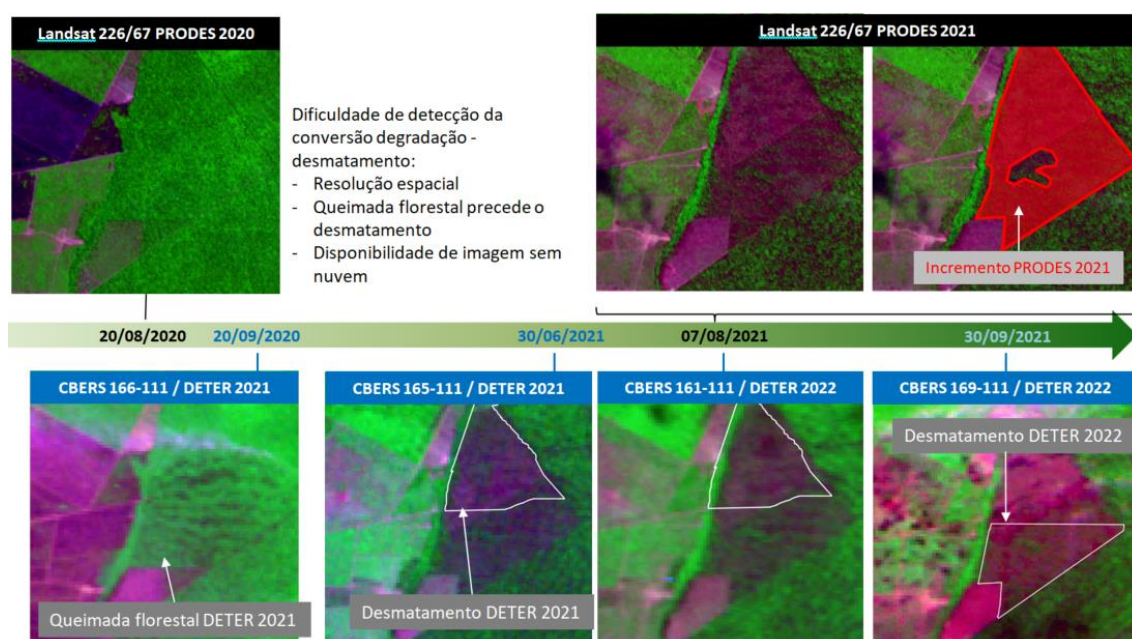 Landsat 226/67 PRODES 2020
Landsat 226/67 PRODES 2021
Dificuldade de detecção da
conversão degradação -
desmatamento:
- Resolução espacial
- Queimada florestal precede o
desmatamento
- Disponibilidade de imagem sem
nuvem
Incremento PRODES 2021
20/08/2020
20/09/2020
30/06/2021
07/08/2021
30/09/2021
CBERS 166-111 / DETER 2021
CBERS 165-111 / DETER 2021
CBERS 161-111 / DETER 2022
CBERS 169-111 / DETER 2022
Queimada florestal DETER 2021
Desmatamento DETER 2021
Desmatamento DETER 2022